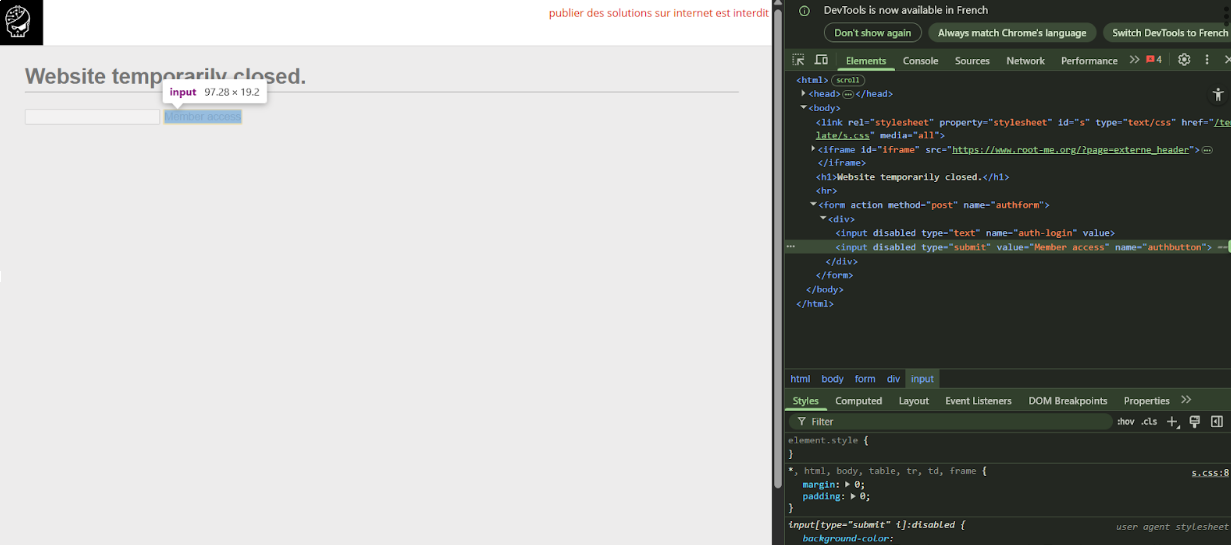 publier des solutions sur internet est interdit
Website temporarily closed.
input 97.28 × 19.2
Member access
DevTools is now available in French
Don't show again Always match Chrome's language Switch DevTools to French
Elements Console Sources Network Performance 4
<html> scroll
<head> </head>
<body>
<link rel="stylesheet" property="stylesheet" id="s" type="text/css" href="/te
late/s.css" media="all">
<iframe id="iframe" src="https://www.root-me.org/?page=externe_header">
</iframe>
<h1>Website temporarily closed.</h1>
<hr>
<form action method="post" name="authform">
<div>
<input disabled type="text" name="auth-login" value>
<input disabled type="submit" value="Member access" name="authbutton"> ==
</div>
</form>
</body>
</html>
html body form div input
Styles Computed Layout Event Listeners DOM Breakpoints Properties
Filter :hov .cls
element.style {
}
*, html, body, table, tr, td, frame { s.css:8
margin: 0;
padding: 0;
}
input[type="submit" i]:disabled { user agent stylesheet
background-color: